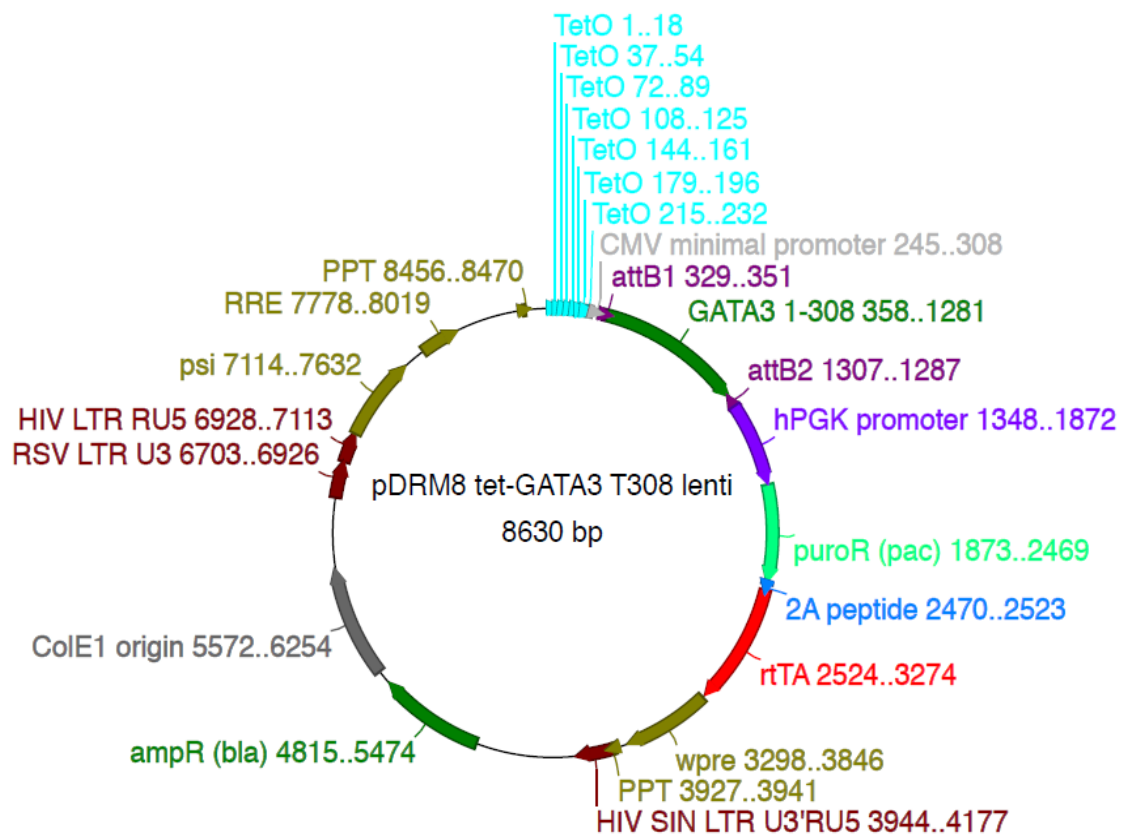 TetO 1..18
TetO 37..54
TetO 72..89
TetO 108..125
TetO 144..161
TetO 179..196
TetO 215..232
CMV minimal promoter 245..308
attB1 329..351
GATA3 1-308 358..1281
attB2 1307..1287
hPGK promoter 1348..1872
puroR (pac) 1873..2469
2A peptide 2470..2523
rtTA 2524..3274
wpre 3298..3846
PPT 3927..3941
HIV SIN LTR U3'RU5 3944..4177
ampR (bla) 4815..5474
ColE1 origin 5572..6254
RSV LTR U3 6703..6926
HIV LTR RU5 6928..7113
psi 7114..7632
RRE 7778..8019
PPT 8456..8470
pDRM8 tet-GATA3 T308 lenti
8630 bp